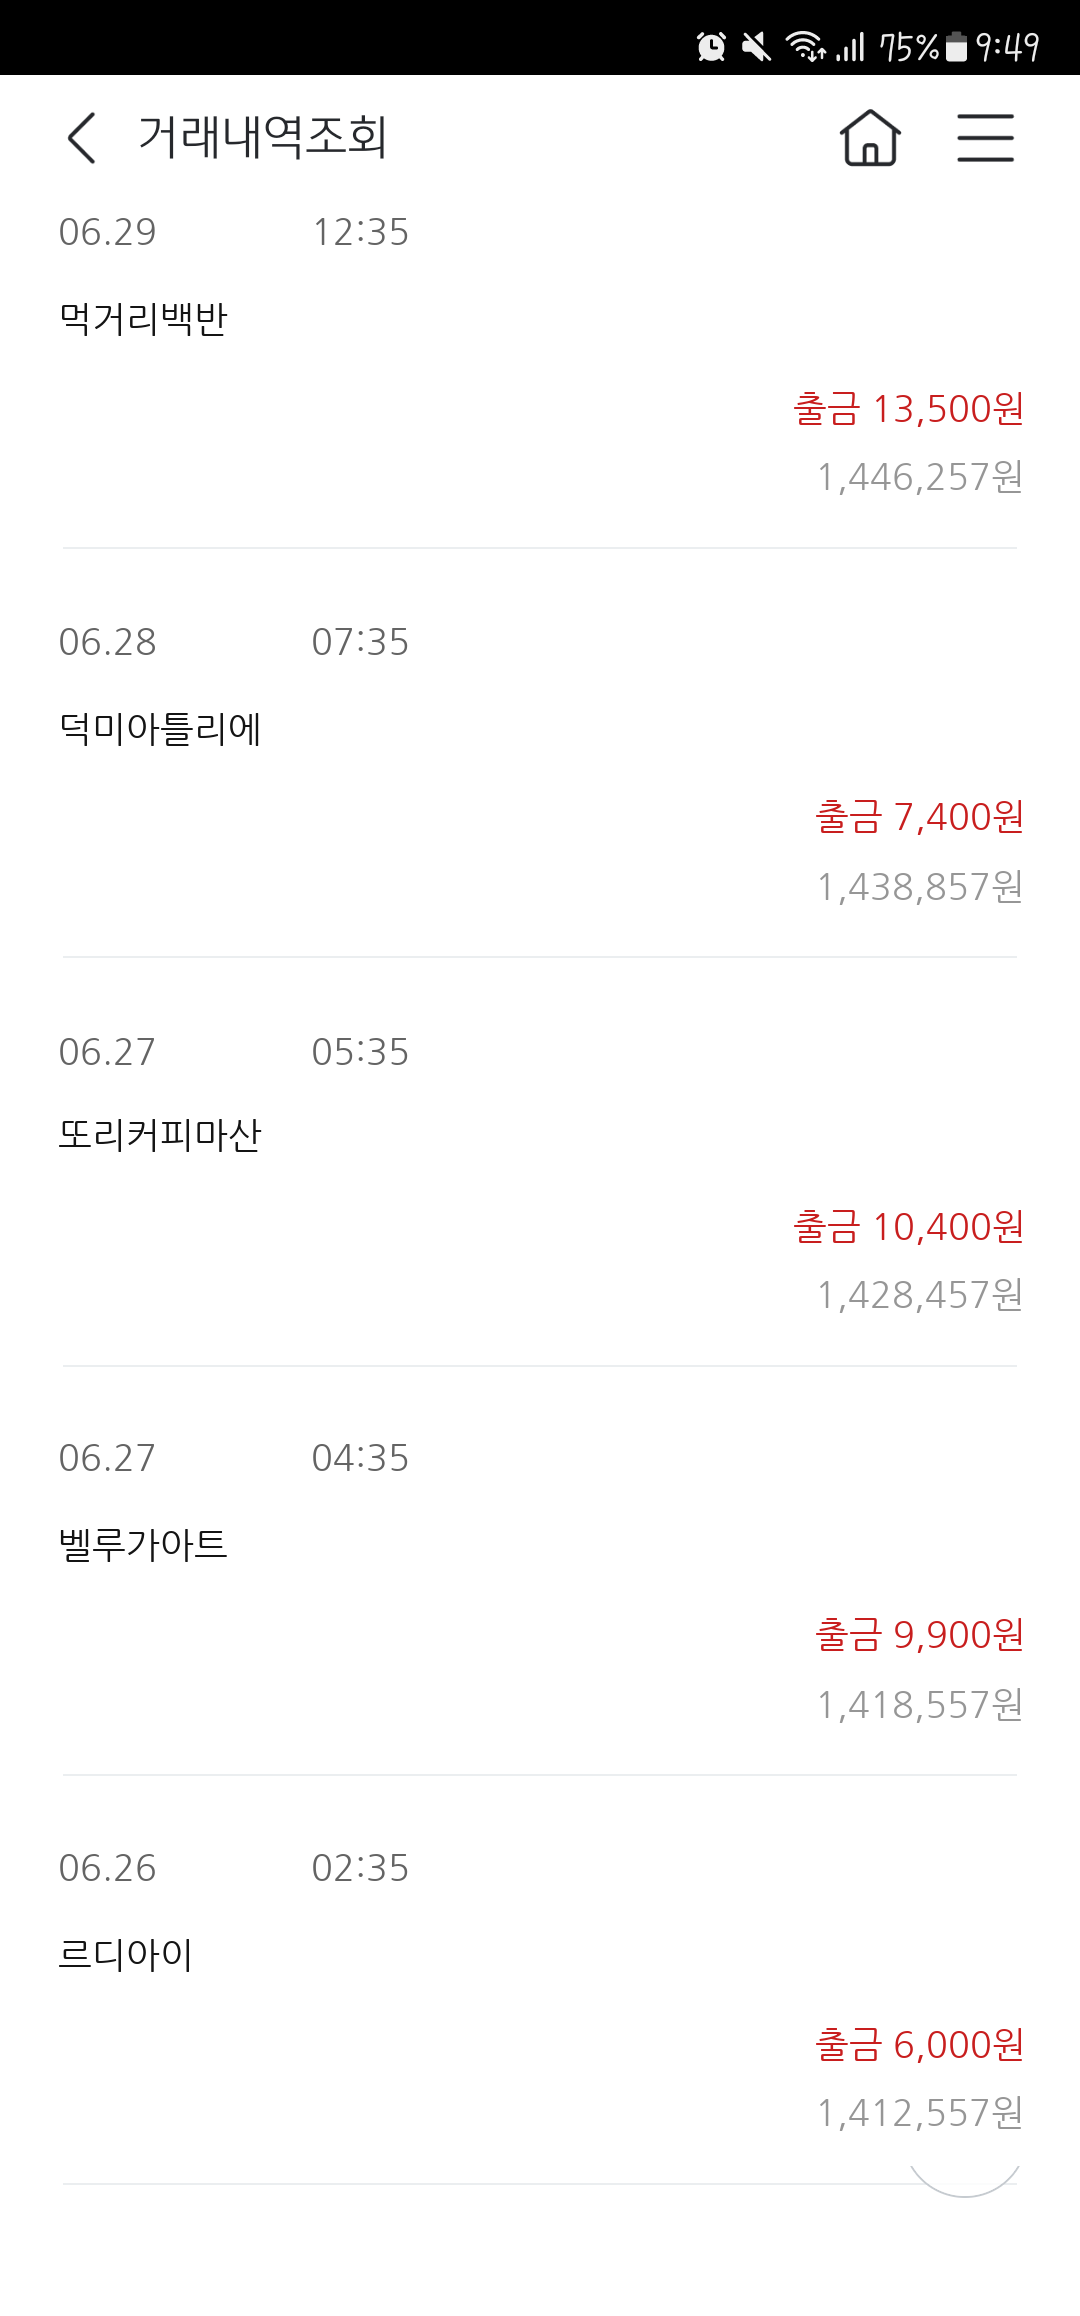 75% 9:49
거래내역조회
06.29 12:35
먹거리백반
출금 13,500원
1,446,257원
06.28 07:35
덕미아틀리에
출금 7,400원
1,438,857원
06.27 05:35
또리커피마산
출금 10,400원
1,428,457원
06.27 04:35
벨루가아트
출금 9,900원
1,418,557원
06.26 02:35
르디아이
출금 6,000원
1,412,557원